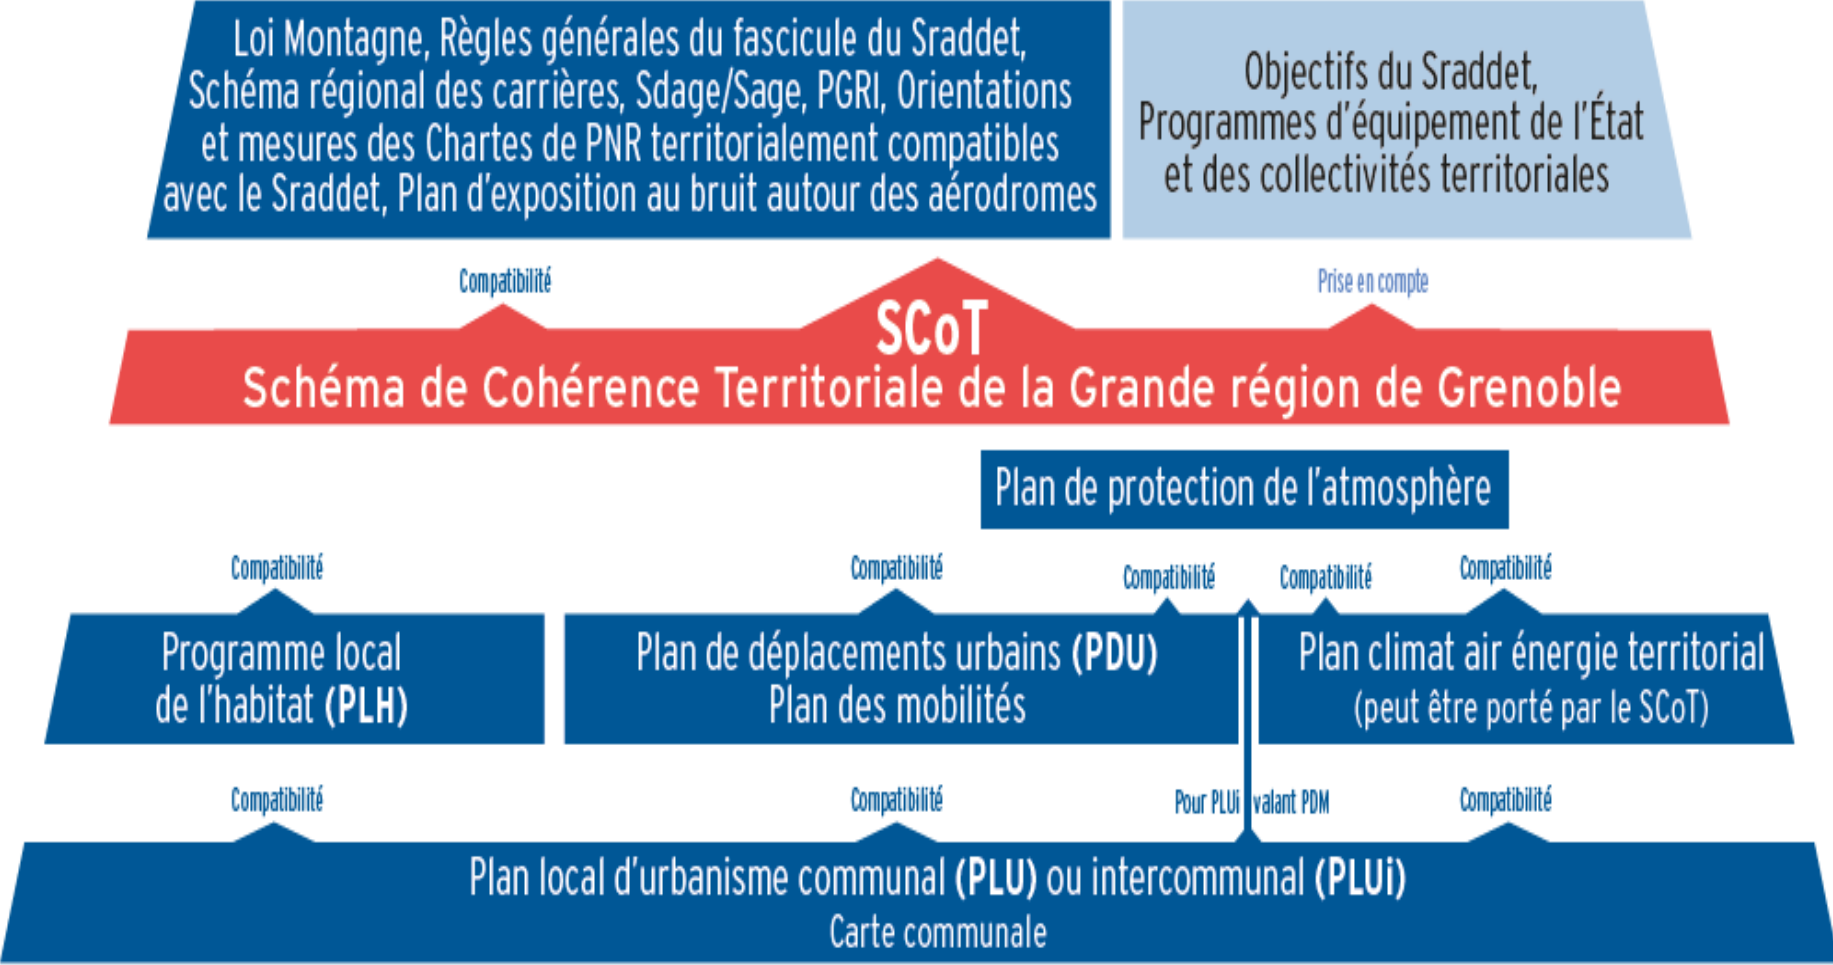 Loi Montagne, Règles générales du fascicule du Sraddet,
Schéma régional des carrières, Sdage/Sage, PGRI, Orientations
et mesures des Chartes de PNR territorialement compatibles
avec le Sraddet, Plan d'exposition au bruit autour des aérodromes
Objectifs du Sraddet,
Programmes d'équipement de l'État
et des collectivités territoriales
Compatibilité
Prise en compte
SCoT
Schéma de Cohérence Territoriale de la Grande région de Grenoble
Plan de protection de l'atmosphère
Compatibilité
Compatibilité
Compatibilité
Compatibilité
Compatibilité
Programme local
de l'habitat (PLH)
Plan de déplacements urbains (PDU)
Plan des mobilités
Plan climat air énergie territorial
(peut être porté par le SCoT)
Compatibilité
Compatibilité
Pour PLUi valant PDM
Compatibilité
Plan local d'urbanisme communal (PLU) ou intercommunal (PLUi)
Carte communale